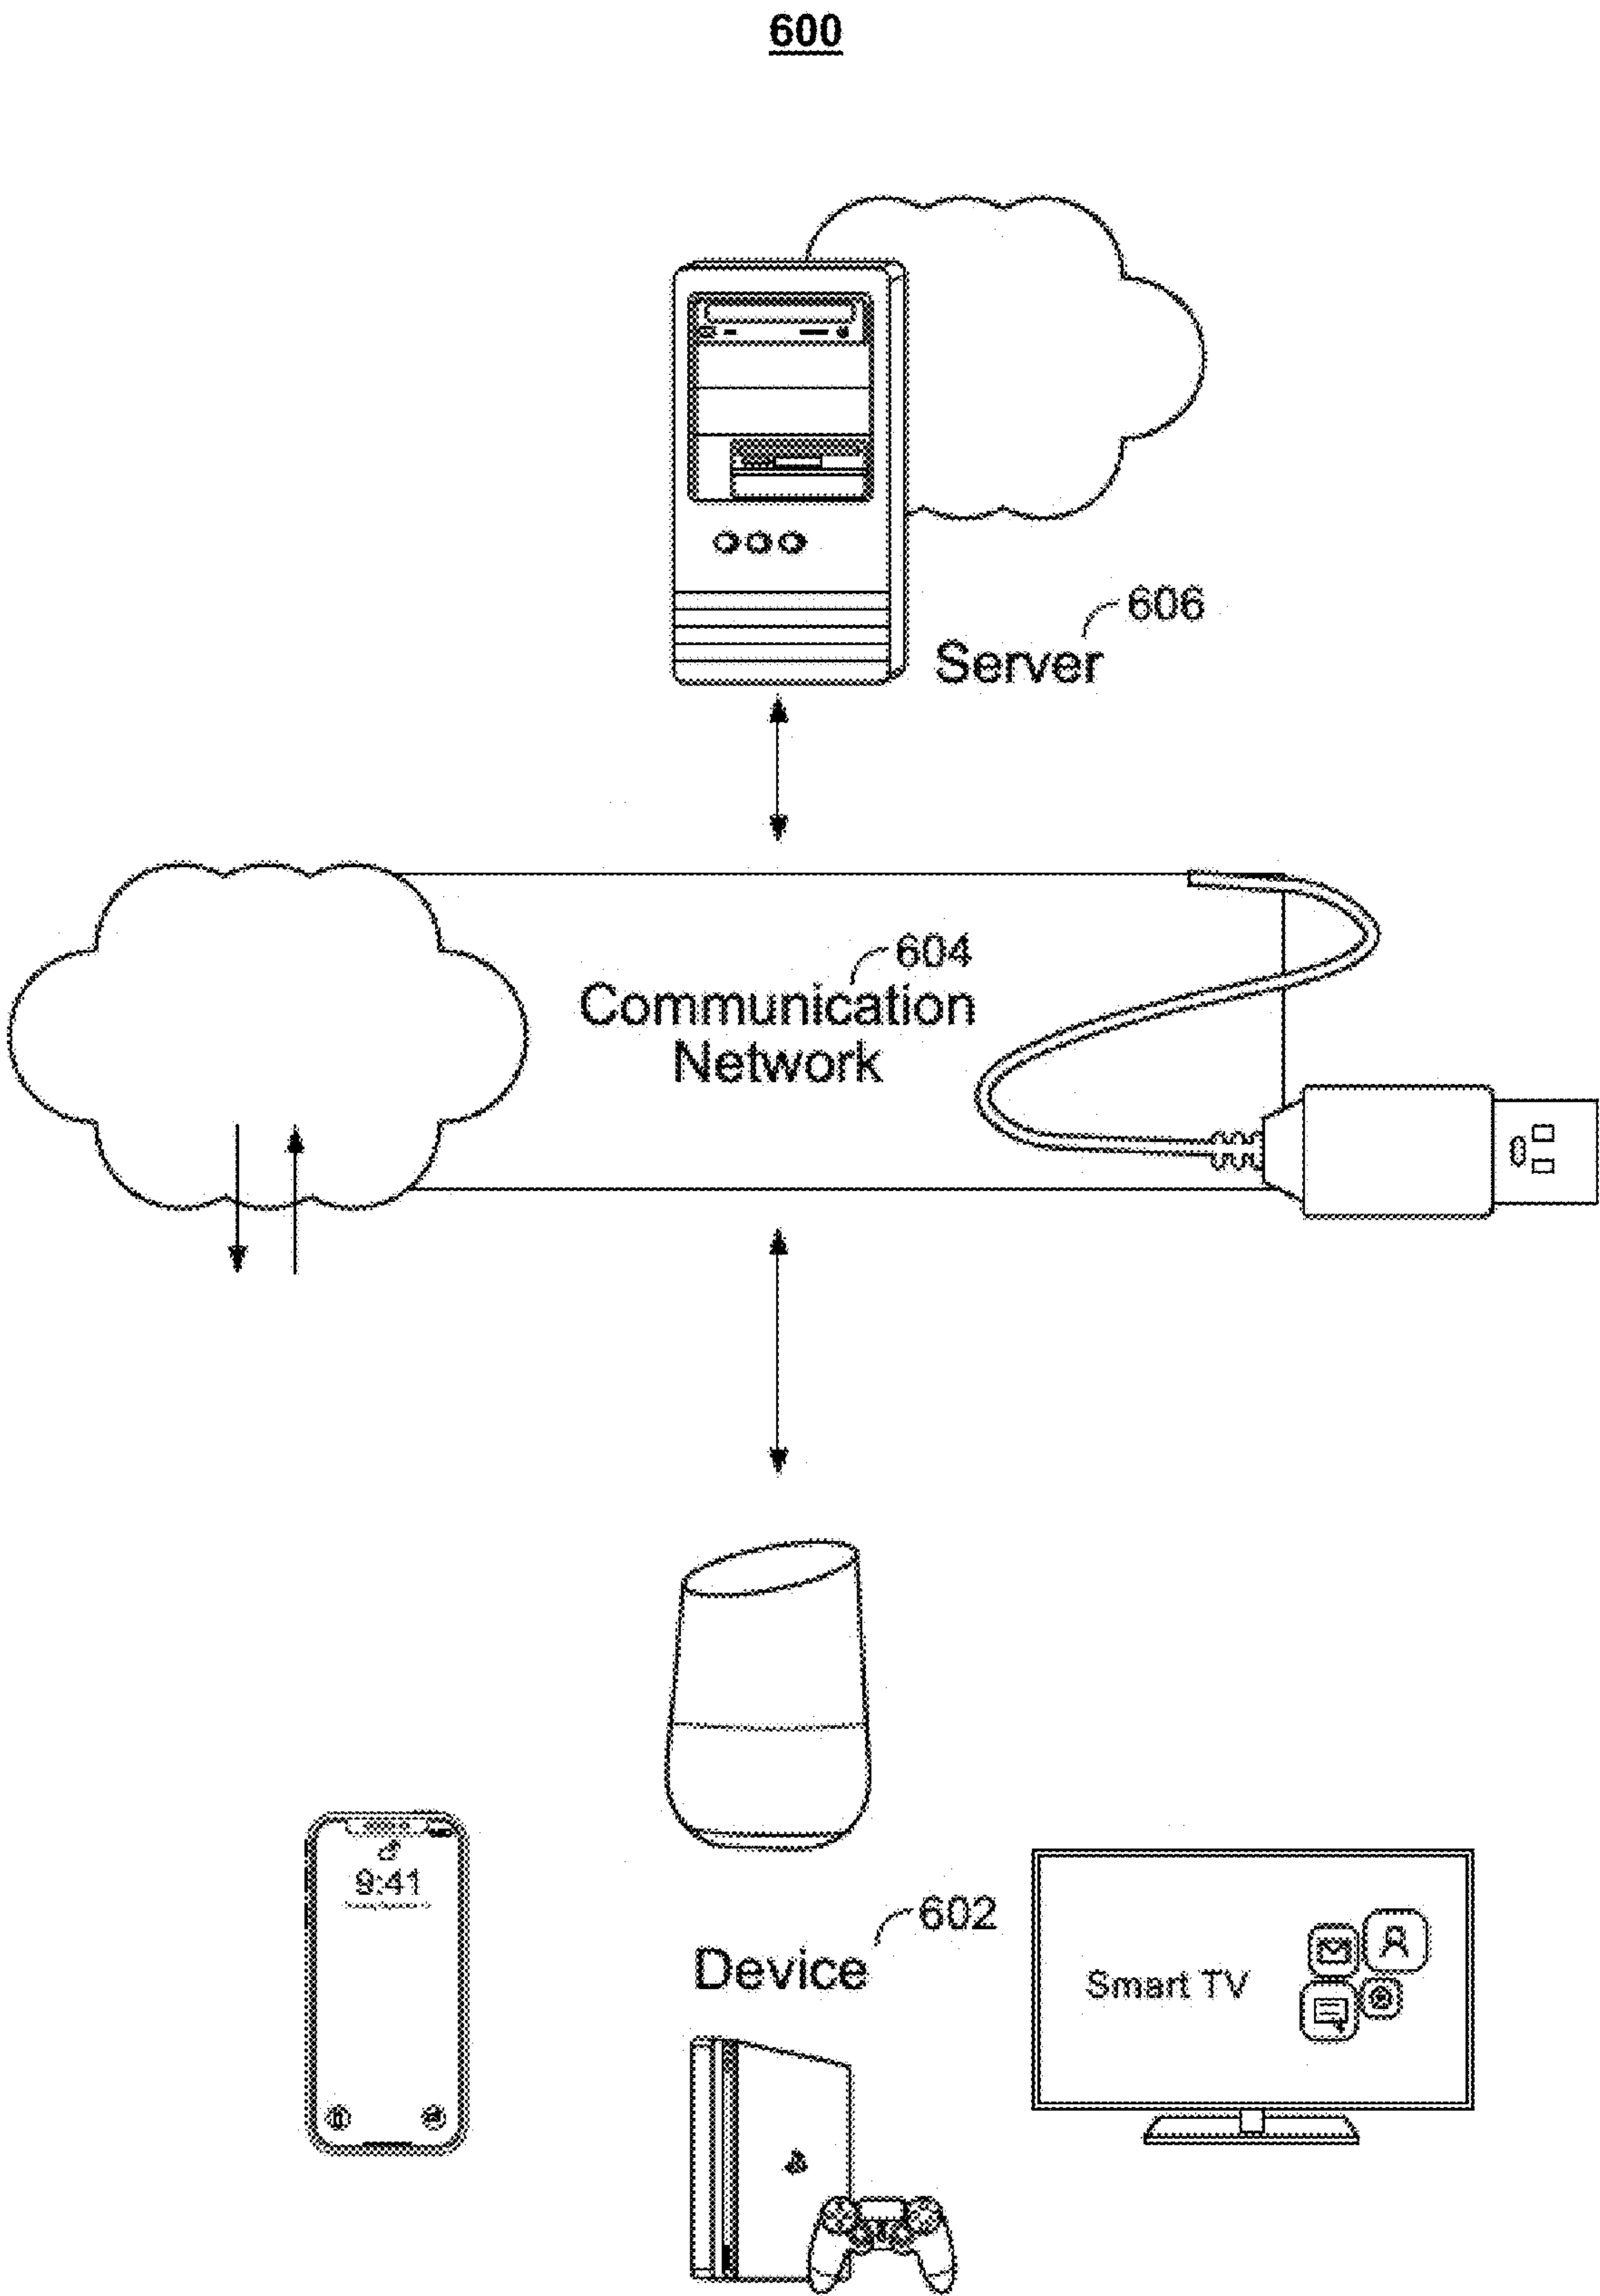 600
606
Server
604
Communication
Network
9:41
602
Device
Smart TV